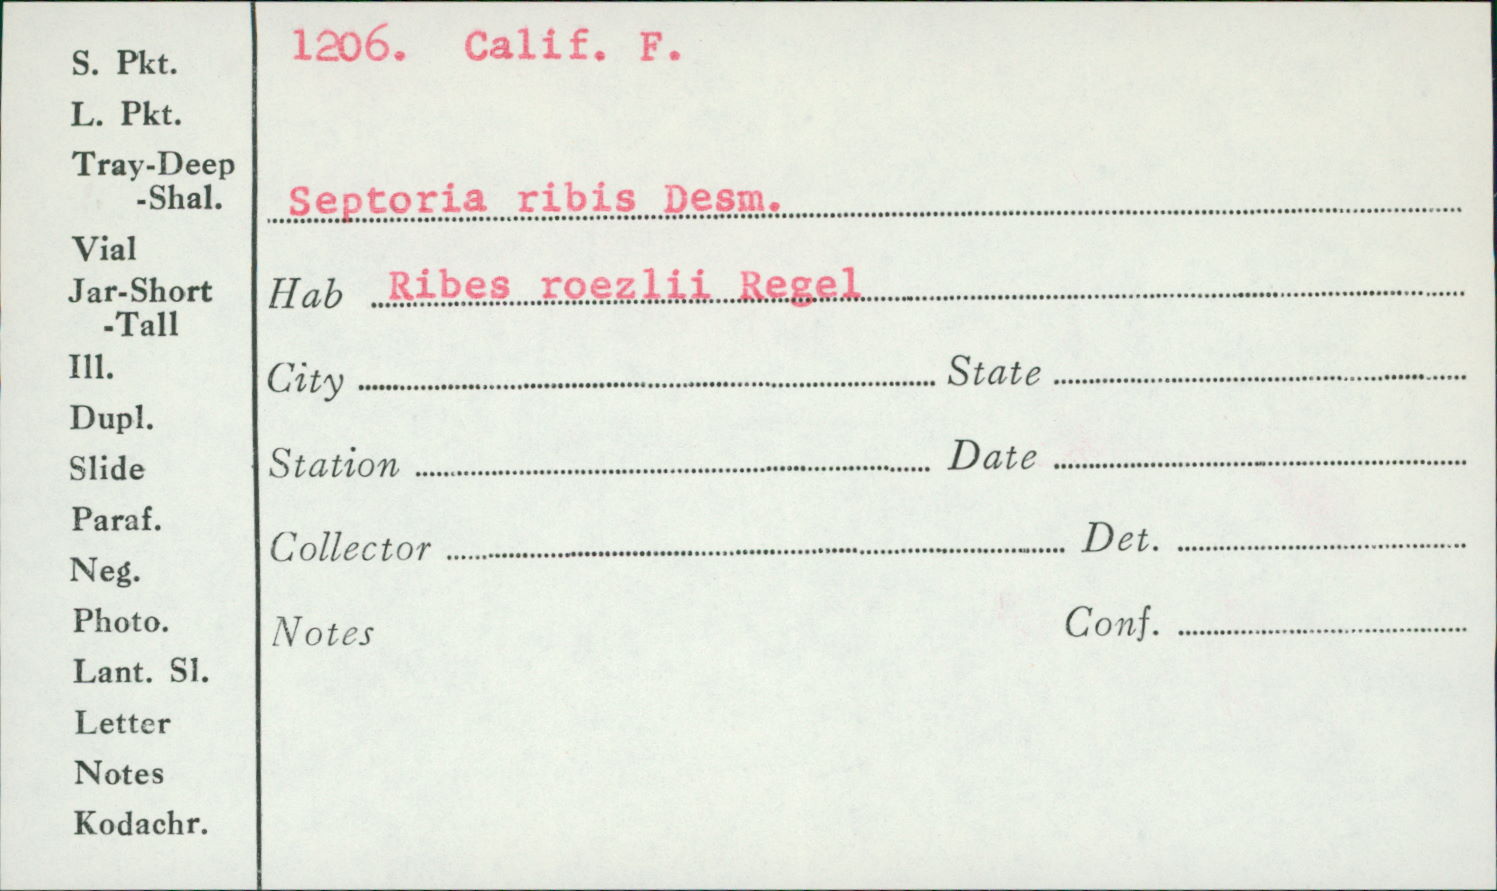 1206. Calif. F.
Septoria ribis Desm.
Hab Ribes roezlii Regel
City State
Station Date
Collector Det.
Notes Conf.
S. Pkt.
L. Pkt.
Tray-Deep
-Shal.
Vial
Jar-Short
-Tall
Ill.
Dupl.
Slide
Paraf.
Neg.
Photo.
Lant. Sl.
Letter
Notes
Kodachr.